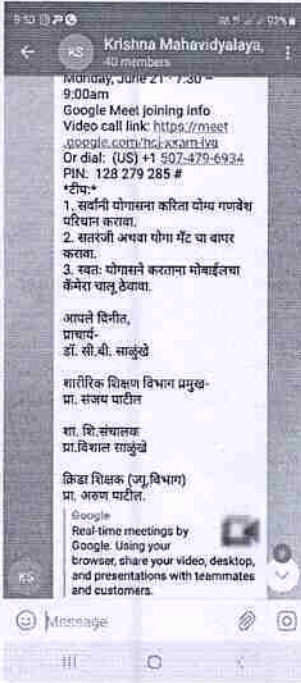 Krishna Mahavidyalaya,
40 members
Monday, June 21 · 7:30 –
9:00am
Google Meet joining info
Video call link: https://meet
.google.com/
Or dial: (US) +1 507-479-6934
PIN: 128 279 285 #
*टीप:*
1. सर्वांनी योगासना करिता योग्य गणवेश
परिधान करावा.
2. सतरंजी अथवा योगा मॅट चा वापर
करावा.
3. स्वत: योगासने करताना मोबाईलचा
कॅमेरा चालू ठेवावा.
आपले विनीत,
प्राचार्य-
डॉ. सी.बी. साळुंखे
शारीरिक शिक्षण विभाग प्रमुख-
प्रा. संजय पाटील
शा. शि.संचालक
प्रा.विशाल साळुंखे
क्रिडा शिक्षक (ज्यु.विभाग)
प्रा. अरुण पाटील.
Google
Real-time meetings by
Google. Using your
browser, share your video, desktop,
and presentations with teammates
and customers.
KS
Message